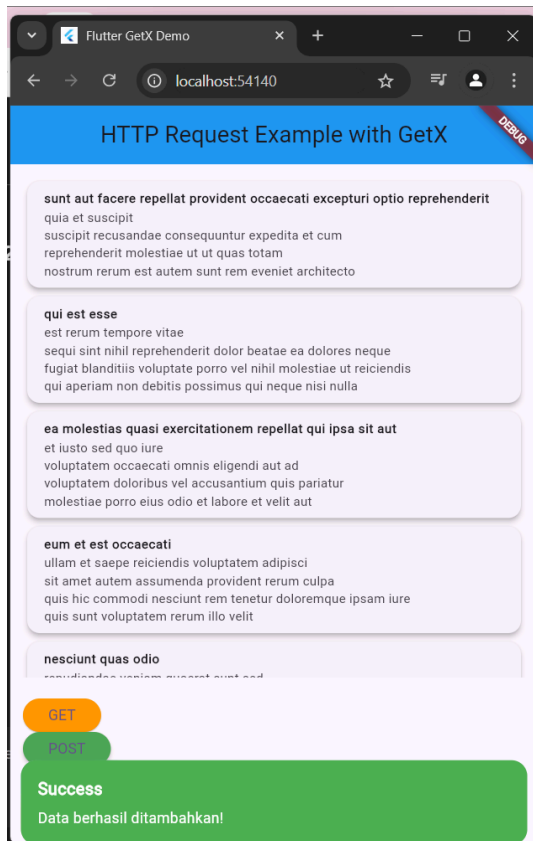 Flutter GetX Demo
localhost:54140
HTTP Request Example with GetX
DEBUG
sunt aut facere repellat provident occaecati excepturi optio reprehenderit
quia et suscipit
suscipit recusandae consequuntur expedita et cum
reprehenderit molestiae ut ut quas totam
nostrum rerum est autem sunt rem eveniet architecto
qui est esse
est rerum tempore vitae
sequi sint nihil reprehenderit dolor beatae ea dolores neque
fugiat blanditiis voluptate porro vel nihil molestiae ut reiciendis
qui aperiam non debitis possimus qui neque nisi nulla
ea molestias quasi exercitationem repellat qui ipsa sit aut
et iusto sed quo iure
voluptatem occaecati omnis eligendi aut ad
voluptatem doloribus vel accusantium quis pariatur
molestiae porro eius odio et labore et velit aut
eum et est occaecati
ullam et saepe reiciendis voluptatem adipisci
sit amet autem assumenda provident rerum culpa
quis hic commodi nesciunt rem tenetur doloremque ipsam iure
quis sunt voluptatem rerum illo velit
nesciunt quas odio
GET
POST
Success
Data berhasil ditambahkan!